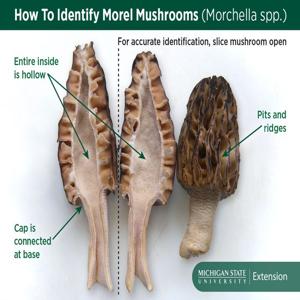 How To Identify Morel Mushrooms (Morchella spp.)
For accurate identification, slice mushroom open
Entire inside
is hollow
Pits and
ridges
Cap is
connected
at base
MICHIGAN STATE
UNIVERSITY
Extension